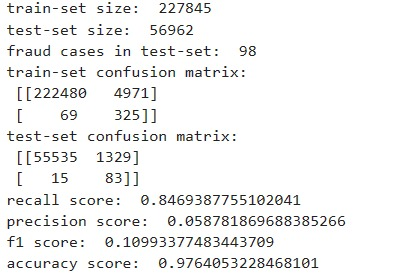 train-set size:  227845
test-set size:  56962
fraud cases in test-set:  98
train-set confusion matrix:
 [[222480   4971]
 [    69    325]]
test-set confusion matrix:
 [[55535  1329]
 [   15    83]]
recall score:  0.8469387755102041
precision score:  0.058781869688385266
f1 score:  0.10993377483443709
accuracy score:  0.9764053228468101